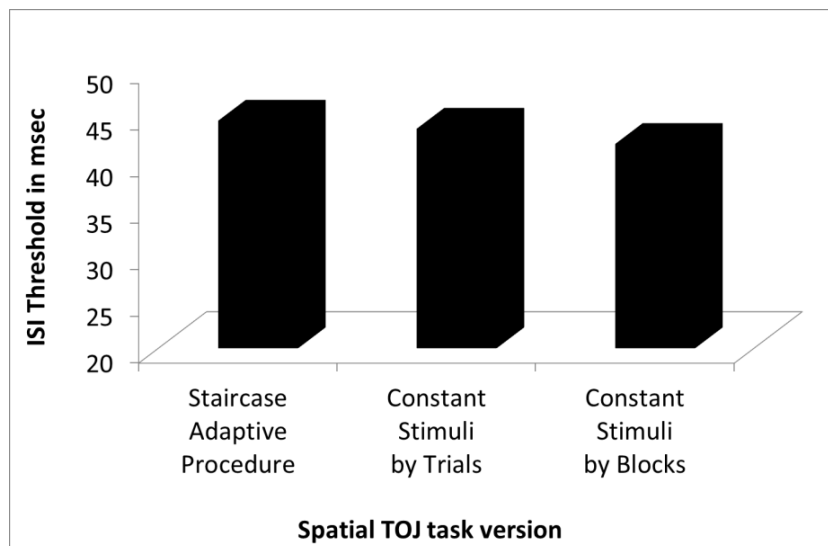 50
45
40
35
30
25
20
ISI Threshold in msec
Staircase Adaptive Procedure
Constant Stimuli by Trials
Constant Stimuli by Blocks
Spatial TOJ task version